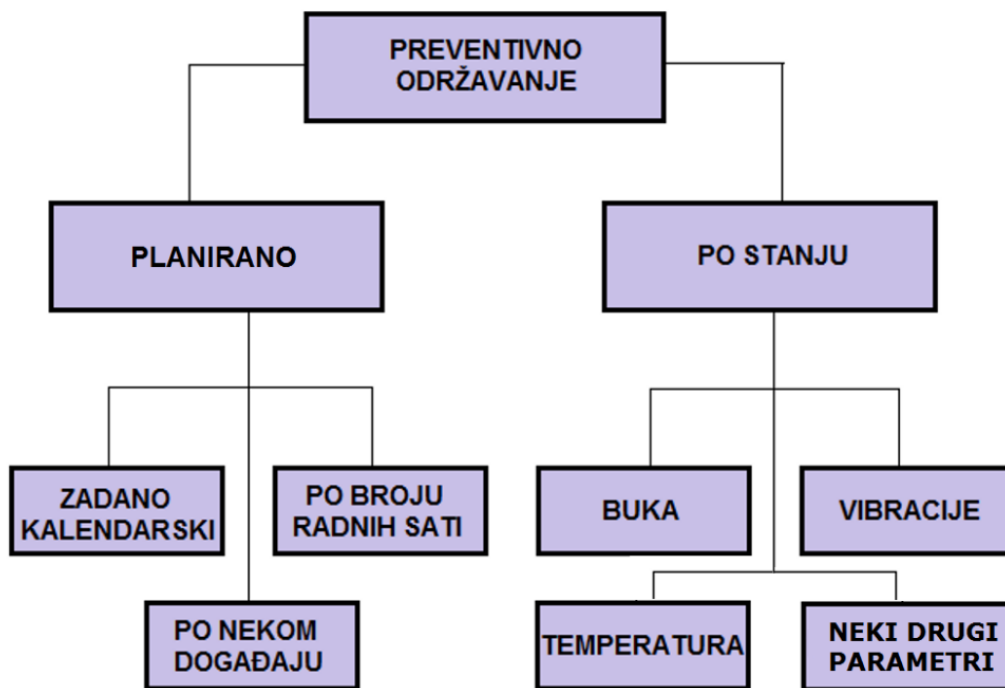 PREVENTIVNO
ODRŽAVANJE
PLANIRANO
PO STANJU
ZADANO
KALENDARSKI
PO BROJU
RADNIH SATI
BUKA
VIBRACIJE
PO NEKOM
DOGAĐAJU
TEMPERATURA
NEKI DRUGI
PARAMETRI